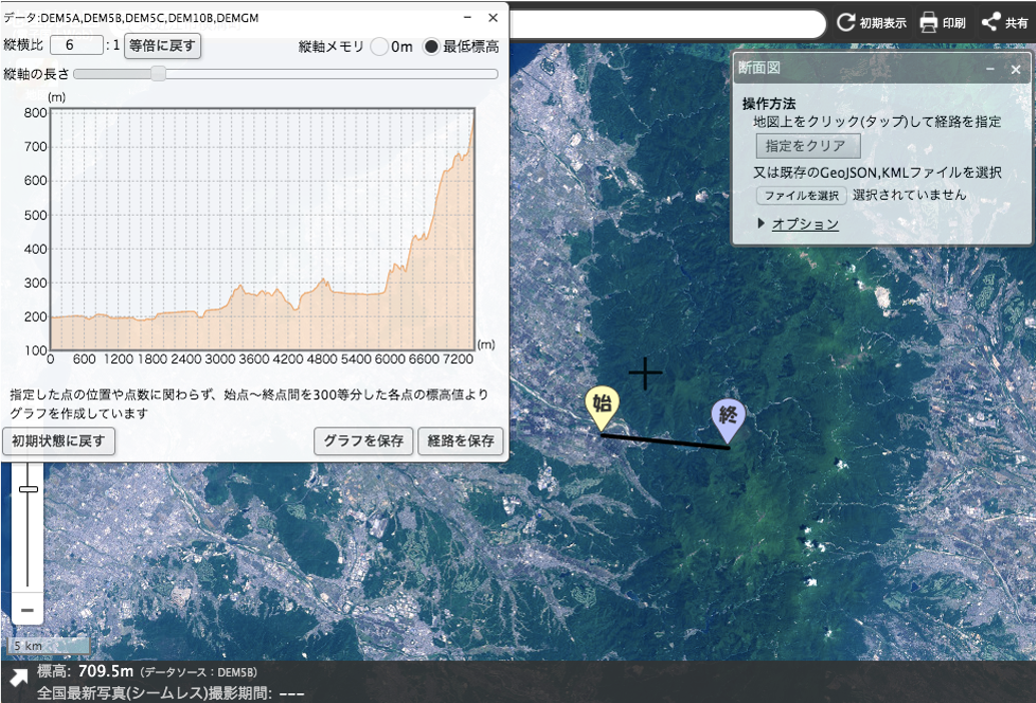 データ:DEM5A,DEM5B,DEM5C,DEM10B,DEMGM
縦横比 6 : 1 等倍に戻す 縦軸メモリ 0m 最低標高
縦軸の長さ
(m)
800
700
600
500
400
300
200
100
(m)
0 600 1200 1800 2400 3000 3600 4200 4800 5400 6000 6600 7200
指定した点の位置や点数に関わらず、始点〜終点間を300等分した各点の標高値より
グラフを作成しています
初期状態に戻す グラフを保存 経路を保存
初期表示 印刷 共有
断面図
操作方法
地図上をクリック(タップ)して経路を指定
指定をクリア
又は既存のGeoJSON,KMLファイルを選択
ファイルを選択 選択されていません
オプション
始
終
5 km
標高: 709.5m (データソース:DEM5B)
全国最新写真(シームレス)撮影期間: ---